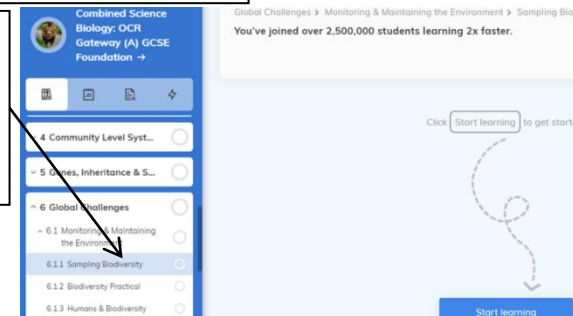 Combined Science
Biology: OCR
Gateway (A) GCSE
Foundation →
4 Community Level Syst...
5 Genes, Inheritance & S...
6 Global Challenges
6.1 Monitoring & Maintaining
the Environment
6.1.1 Sampling Biodiversity
6.1.2 Biodiversity Practical
6.1.3 Humans & Biodiversity
Global Challenges > Monitoring & Maintaining the Environment > Sampling Bio
You've joined over 2,500,000 students learning 2x faster.
Click Start learning to get start
Start learning